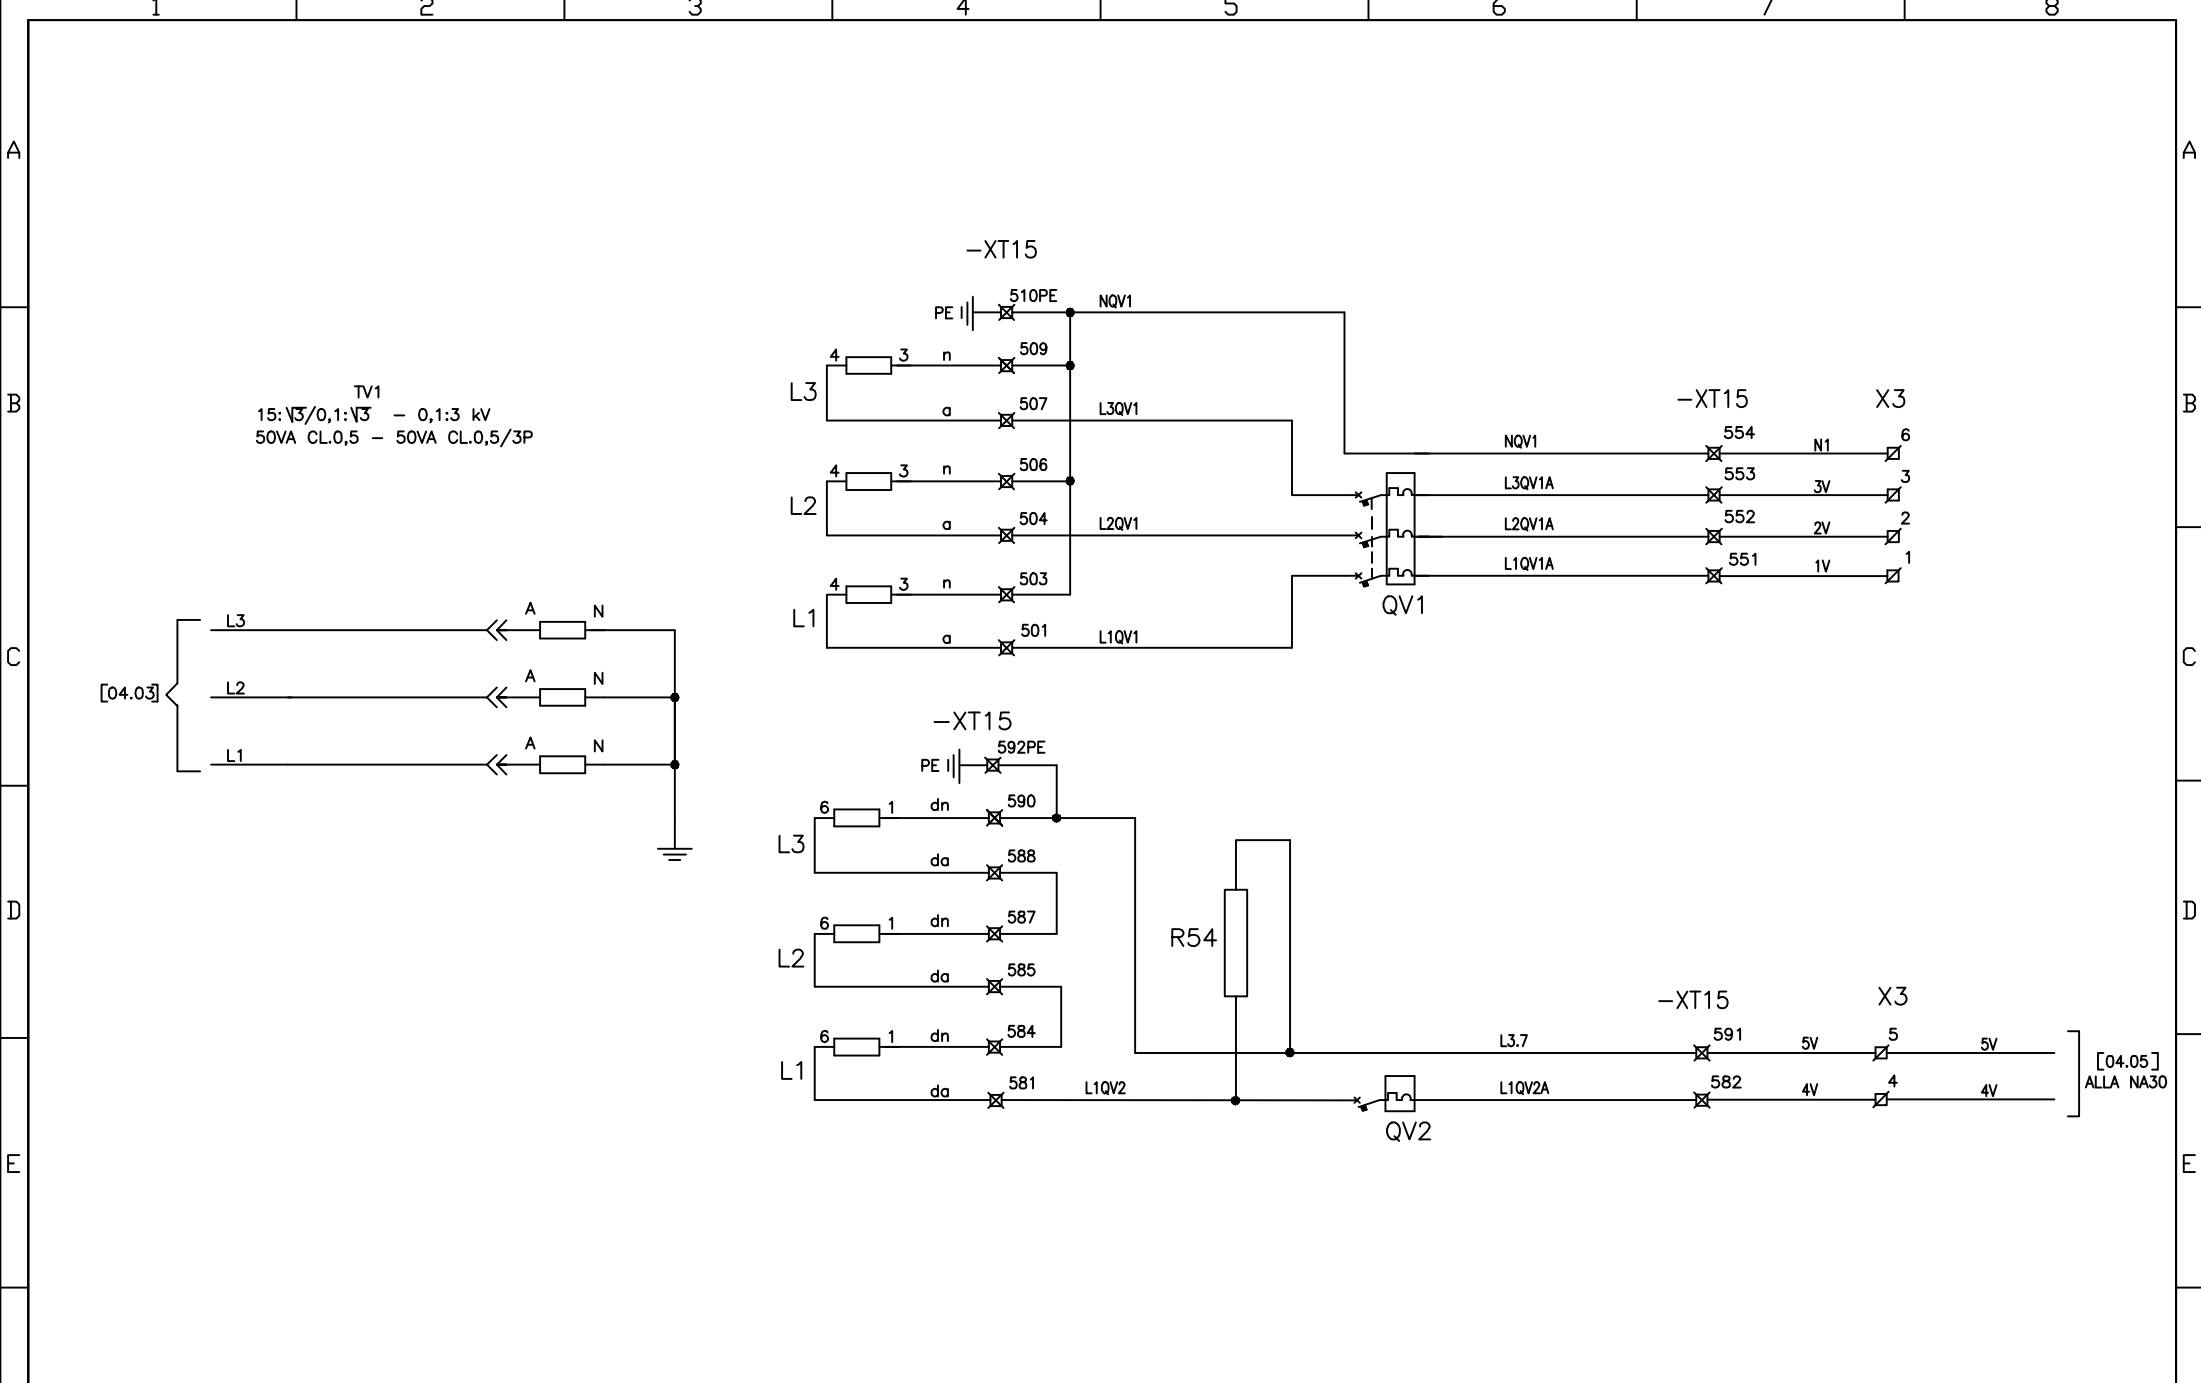 1 2 3 4 5 6 7 8
A A
-XT15
510PE
PE NQV1
509
4 3 n
L3
507
a L3QV1
506
4 3 n
L2
504
a L2QV1
503
4 3 n
L1
501
a L1QV1
B B
TV1
15:√3/0,1:√3 - 0,1:3 kV
50VA CL.0,5 - 50VA CL.0,5/3P
-XT15 X3
NQV1 554 N1 6
L3QV1A 553 3V 3
L2QV1A 552 2V 2
L1QV1A 551 1V 1
QV1
C C
L3 A N
[04.03] L2 A N
L1 A N
-XT15
592PE
PE
590
6 1 dn
L3
588
da
587
6 1 dn
L2
585
da
584
6 1 dn
L1
581
da L1QV2
D D
R54
-XT15 X3
L3.7 591 5V 5 5V
L1QV2A 582 4V 4 4V
[04.05]
ALLA NA30
QV2
E E